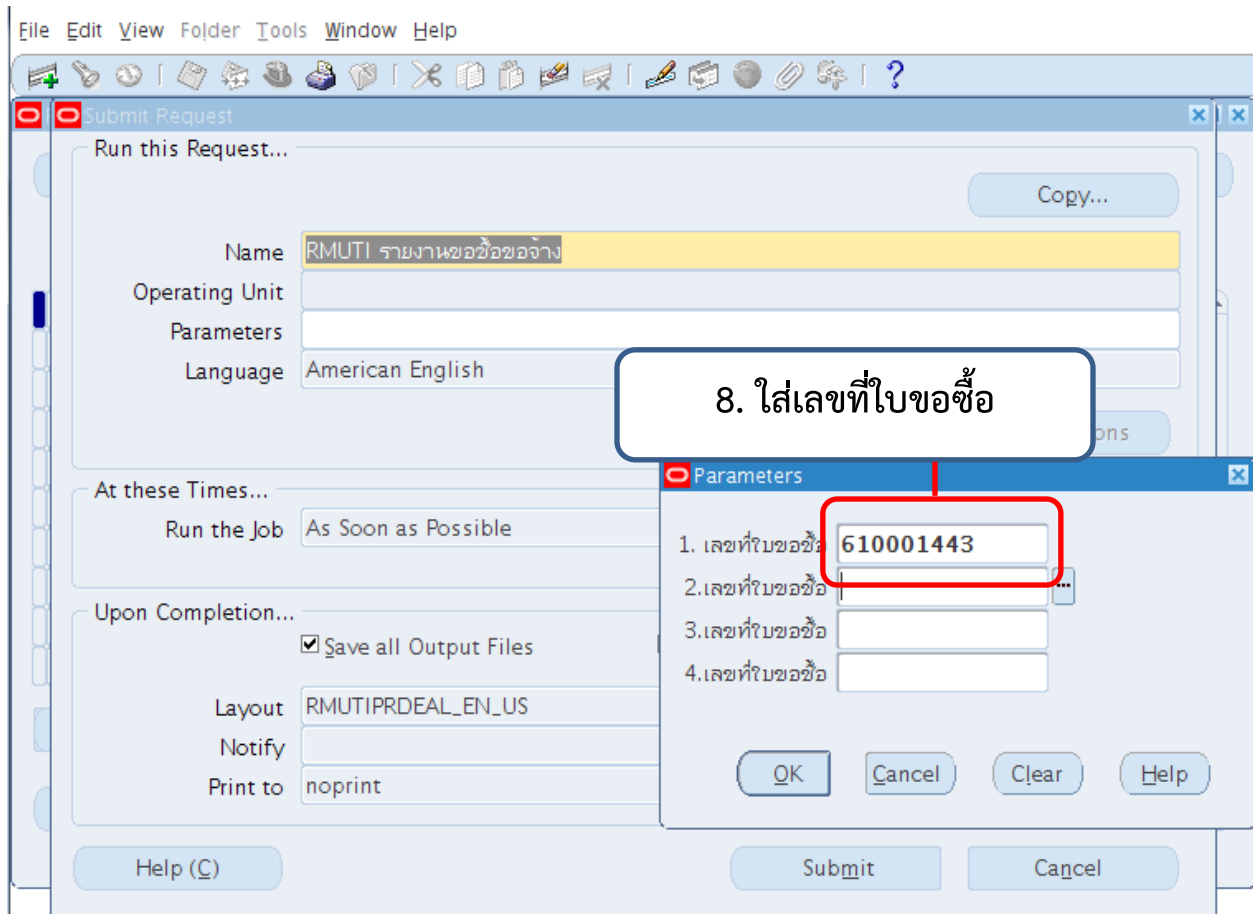 File Edit View Folder Tools Window Help
Submit Request
Run this Request...
Copy...
Name RMUTI รายงานขอซื้อขอจ้าง
Operating Unit
Parameters
Language American English
8. ใส่เลขที่ใบขอซื้อ
ons
At these Times...
Run the Job As Soon as Possible
Parameters
1. เลขที่ใบขอซื้อ 610001443
2.เลขที่ใบขอซื้อ
3.เลขที่ใบขอซื้อ
4.เลขที่ใบขอซื้อ
Upon Completion...
Save all Output Files
Layout RMUTIPRDEAL_EN_US
Notify
Print to noprint
OK Cancel Clear Help
Help (C) Submit Cancel